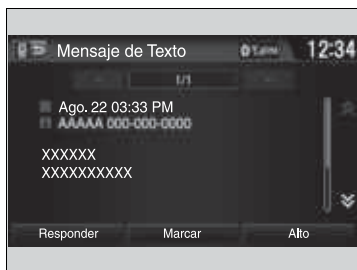 Mensaje de Texto
12:34
1/1
Ago. 22 03:33 PM
AAAAA 000-000-0000
XXXXXX
XXXXXXXXXX
Responder Marcar Alto